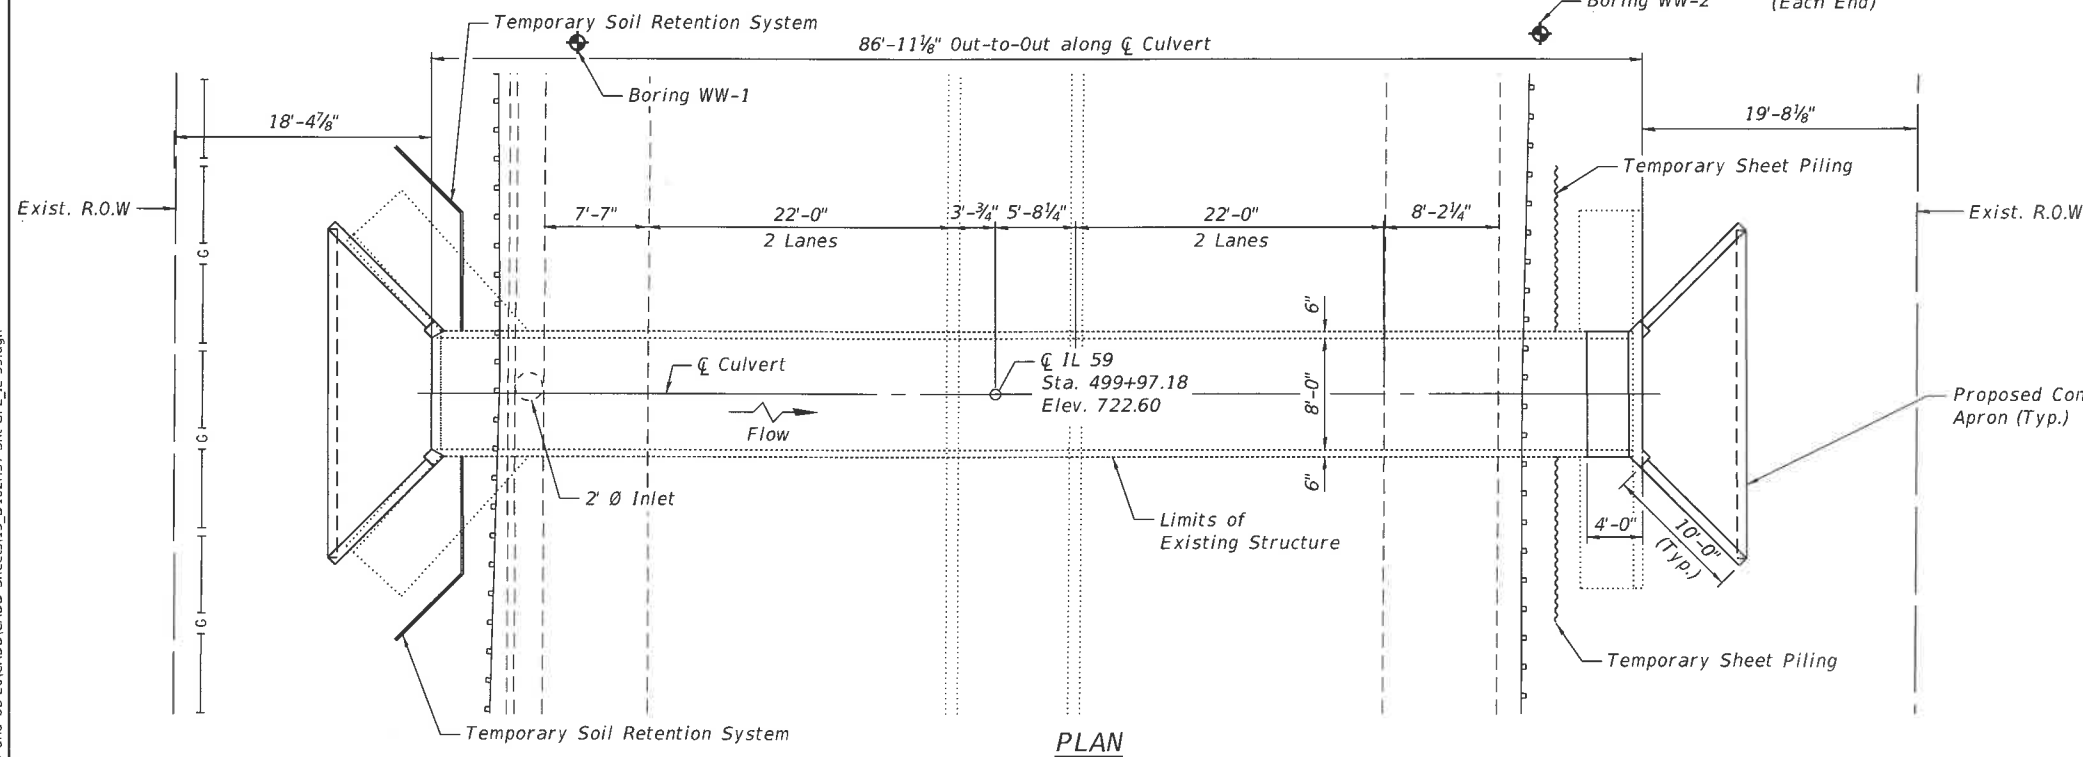 Temporary Soil Retention System
Boring WW-2
(Each End)
86'-11⅛" Out-to-Out along ℄ Culvert
Boring WW-1
18'-4⅞"
19'-8⅛"
Temporary Sheet Piling
Exist. R.O.W
7'-7"
22'-0"
2 Lanes
3'-¾"
5'-8¼"
22'-0"
2 Lanes
8'-2¼"
Exist. R.O.W
G
6"
℄ Culvert
℄ IL 59
Sta. 499+97.18
Elev. 722.60
8'-0"
Flow
Proposed Con
Apron (Typ.)
G
6"
2' Ø Inlet
Limits of
Existing Structure
4'-0"
10'-0"
(Typ.)
G
Temporary Sheet Piling
Temporary Soil Retention System
PLAN